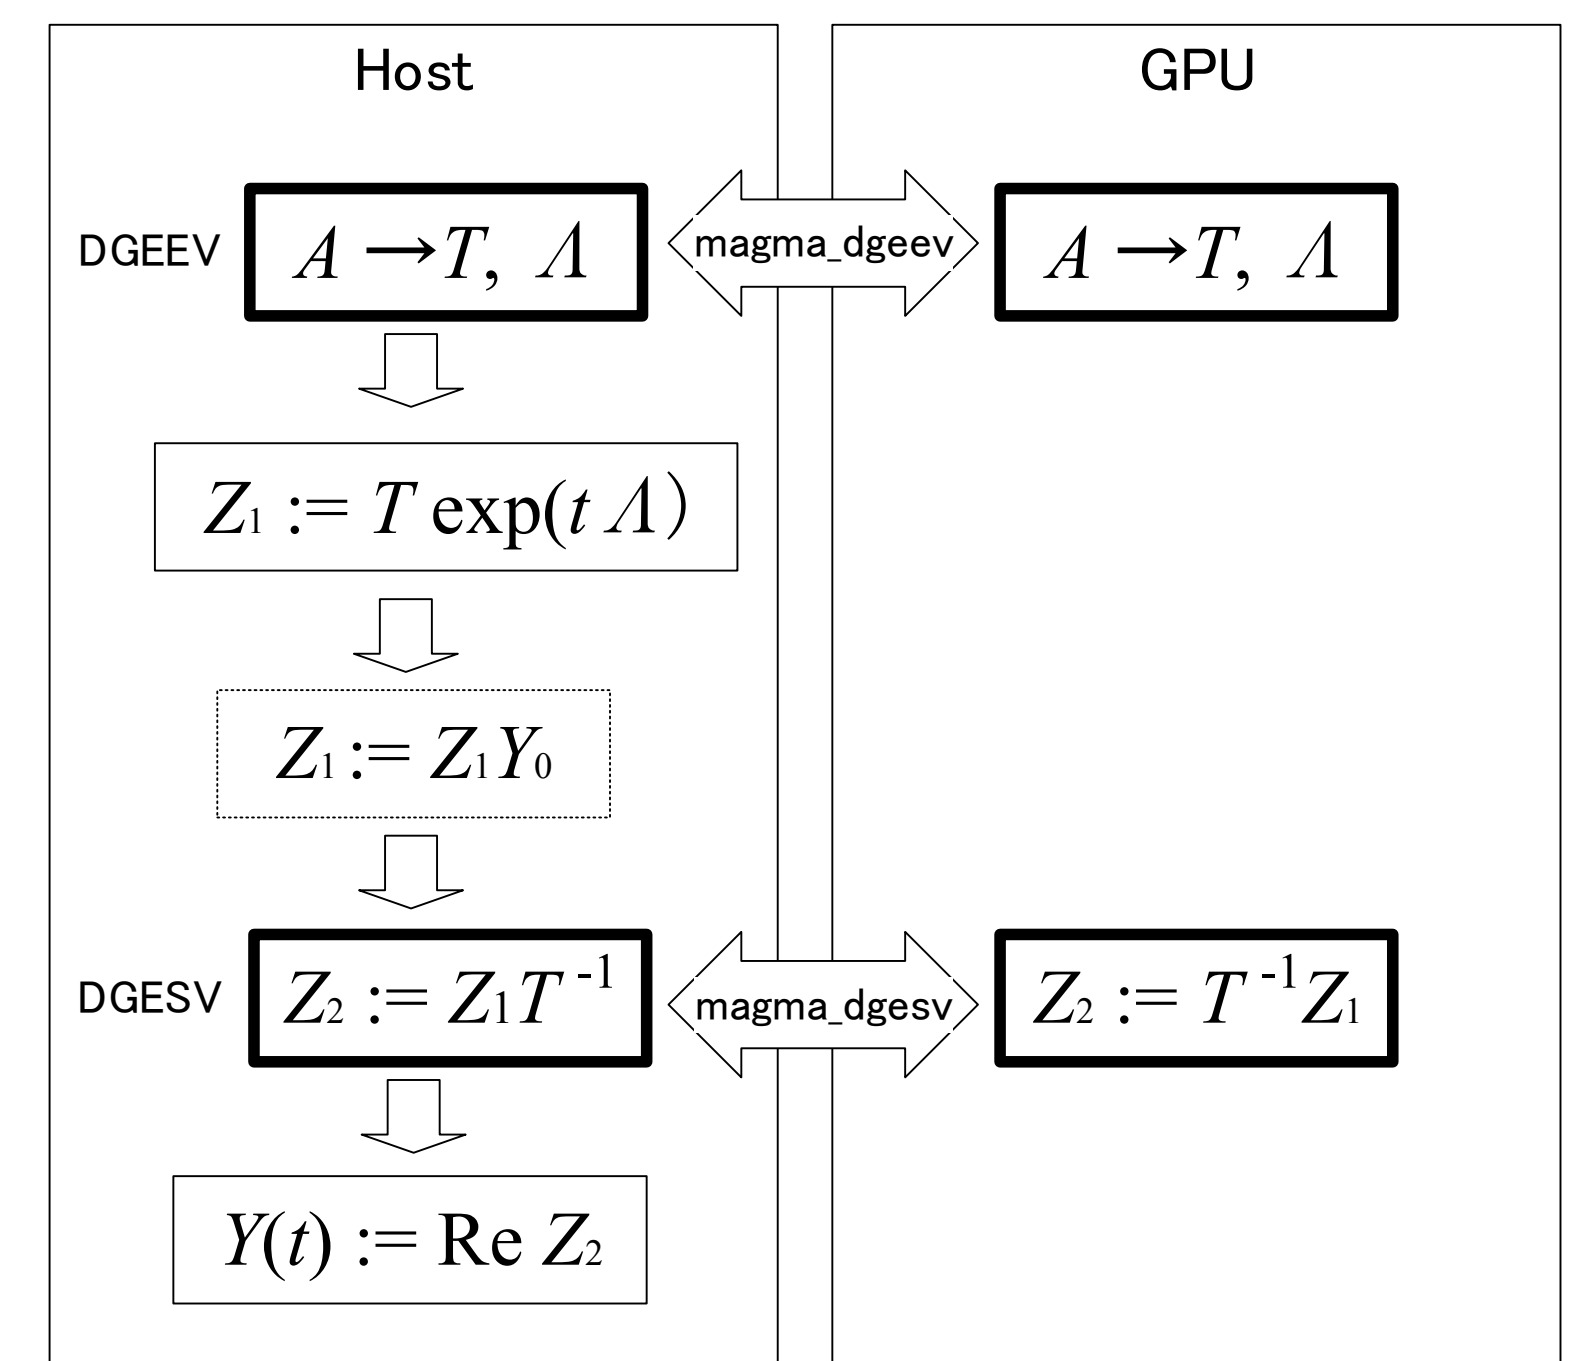 Host
GPU
DGEEV
A → T, Λ
magma_dgeev
A → T, Λ
Z₁ := T exp(t Λ)
Z₁ := Z₁Y₀
DGESV
Z₂ := Z₁T⁻¹
magma_dgesv
Z₂ := T⁻¹Z₁
Y(t) := Re Z₂